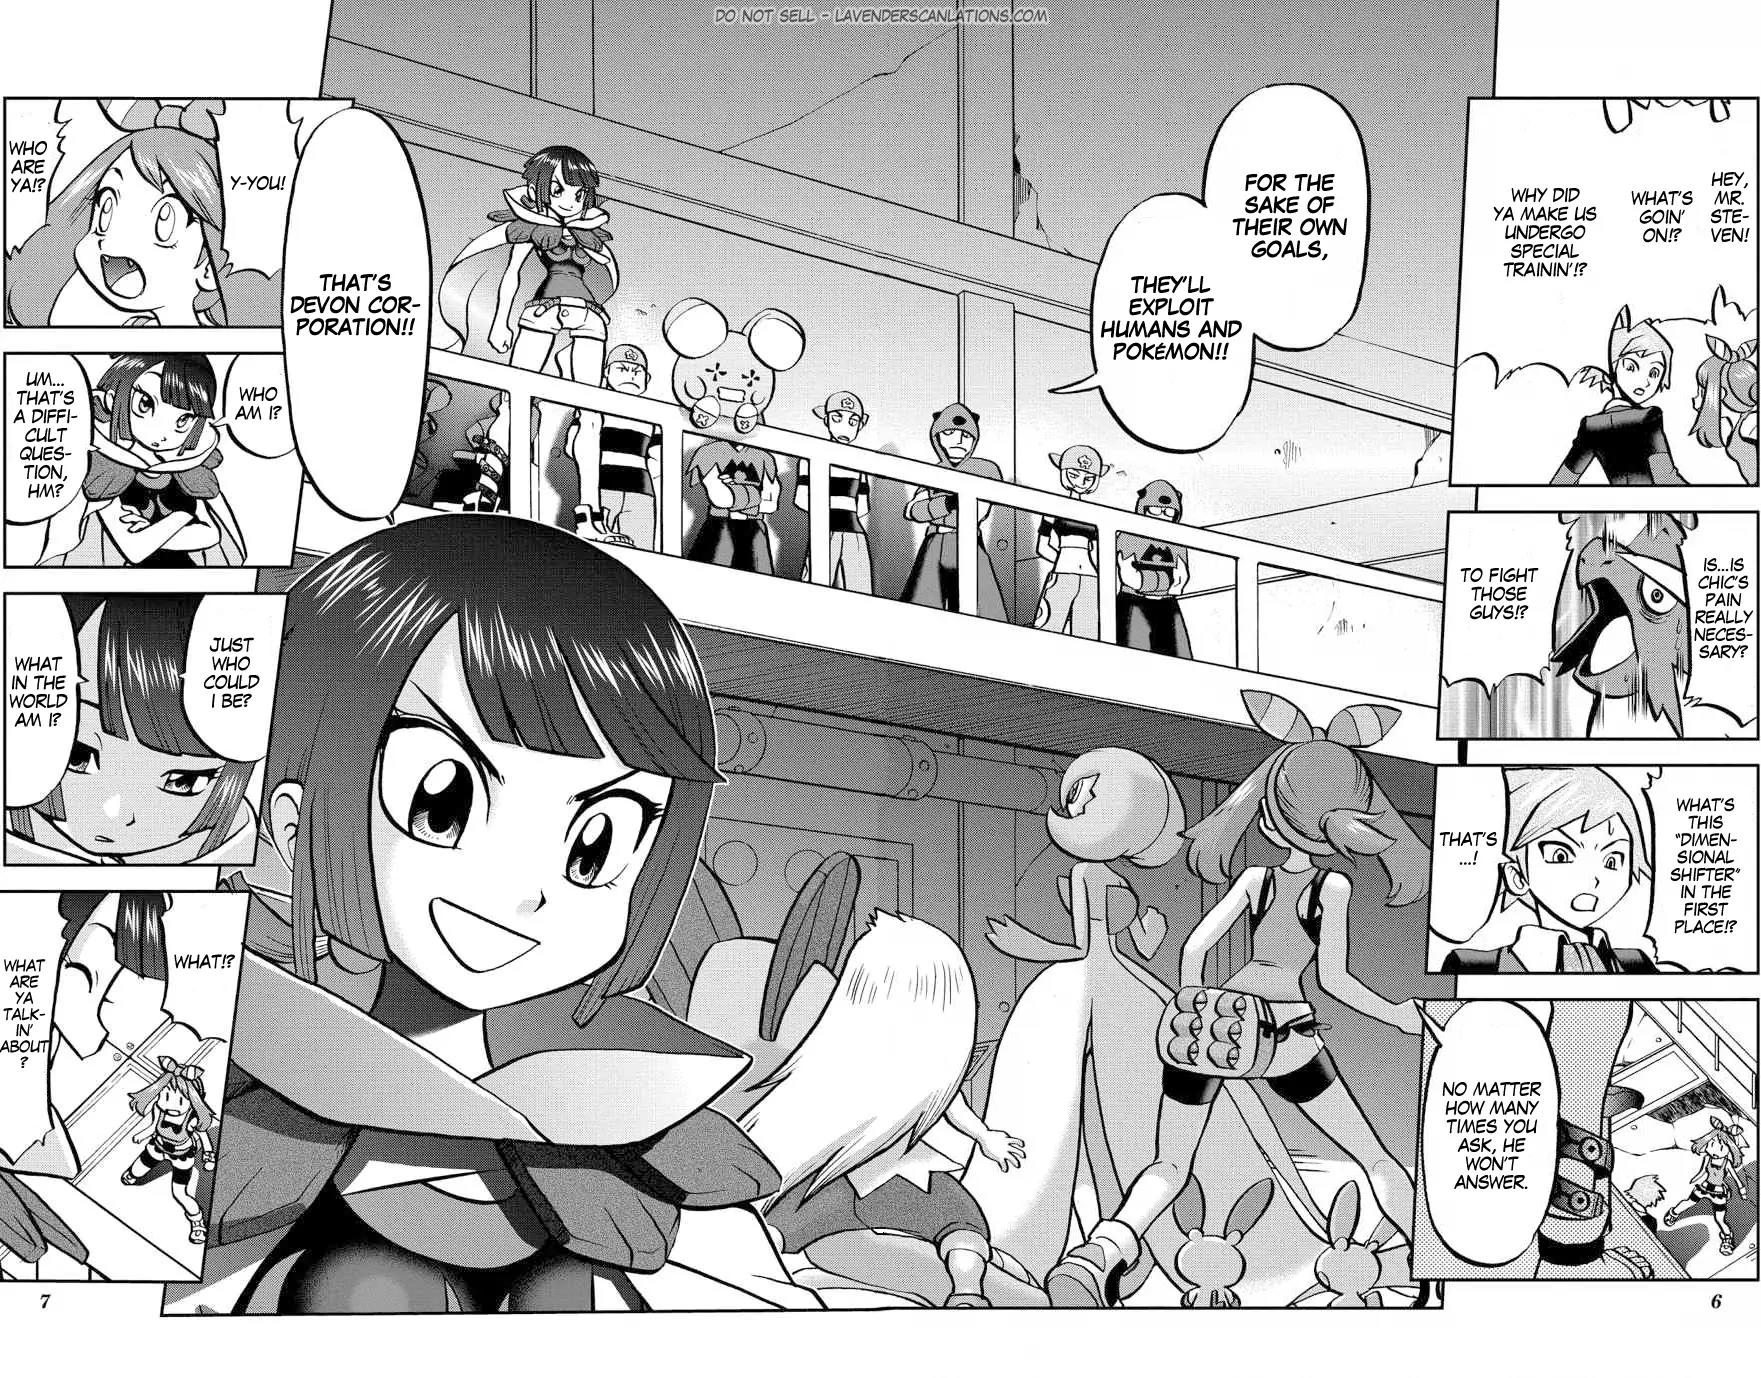 DO NOT SELL - LAVENDERSCANLATIONS.COM
HEY,
MR.
STE-
VEN!
WHAT'S
GOIN'
ON!?
WHY DID
YA MAKE US
UNDERGO
SPECIAL
TRAININ'!?
IS...IS
CHIC'S
PAIN
REALLY
NECES-
SARY?
TO FIGHT
THOSE
GUYS!?
WHAT'S
THIS
"DIMEN-
SIONAL
SHIFTER"
IN THE
FIRST
PLACE!?
THAT'S
...!
NO MATTER
HOW MANY
TIMES YOU
ASK, HE
WON'T
ANSWER.
FOR THE
SAKE OF
THEIR OWN
GOALS,
THEY'LL
EXPLOIT
HUMANS AND
POKÉMON!!
THAT'S
DEVON COR-
PORATION!!
Y-YOU!
WHO
ARE
YA!?
WHO
AM I?
UM...
THAT'S
A DIFFI-
CULT
QUES-
TION,
HM?
JUST
WHO
COULD
I BE?
WHAT
IN THE
WORLD
AM I?
WHAT!?
WHAT
ARE
YA
TALK-
IN'
ABOUT
?
6
7